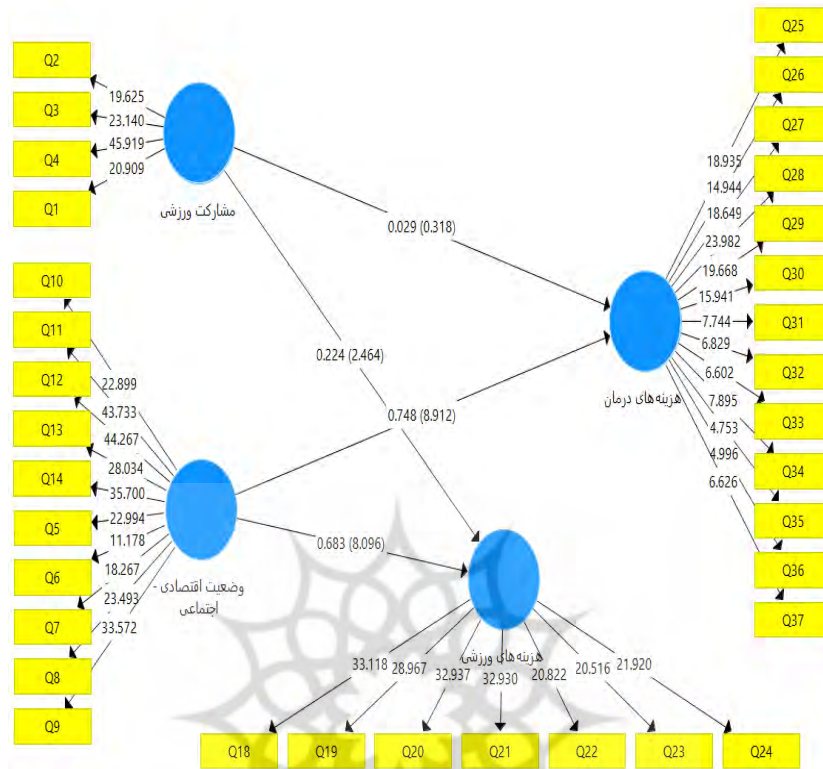 Q2
Q3
Q4
Q1
19.625
23.140
45.919
20.909
مشارکت ورزشی
Q10
Q11
Q12
Q13
Q14
Q5
Q6
Q7
Q8
Q9
22.899
43.733
44.267
28.034
35.700
22.994
11.178
18.267
23.493
33.572
وضعیت اقتصادی -
اجتماعی
0.029 (0.318)
0.224 (2.464)
0.748 (8.912)
0.683 (8.096)
Q25
Q26
Q27
Q28
Q29
Q30
Q31
Q32
Q33
Q34
Q35
Q36
Q37
18.935
14.944
18.649
23.982
19.668
15.941
7.744
6.829
6.602
7.895
4.753
4.996
6.626
هزینه‌های درمان
هزینه‌های ورزشی
33.118
28.967
32.937
32.930
20.822
20.516
21.920
Q18
Q19
Q20
Q21
Q22
Q23
Q24